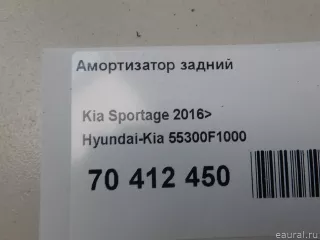 Амортизатор задний
Kia Sportage 2016>
Hyundai-Kia 55300F1000
70 412 450
eaural.ru